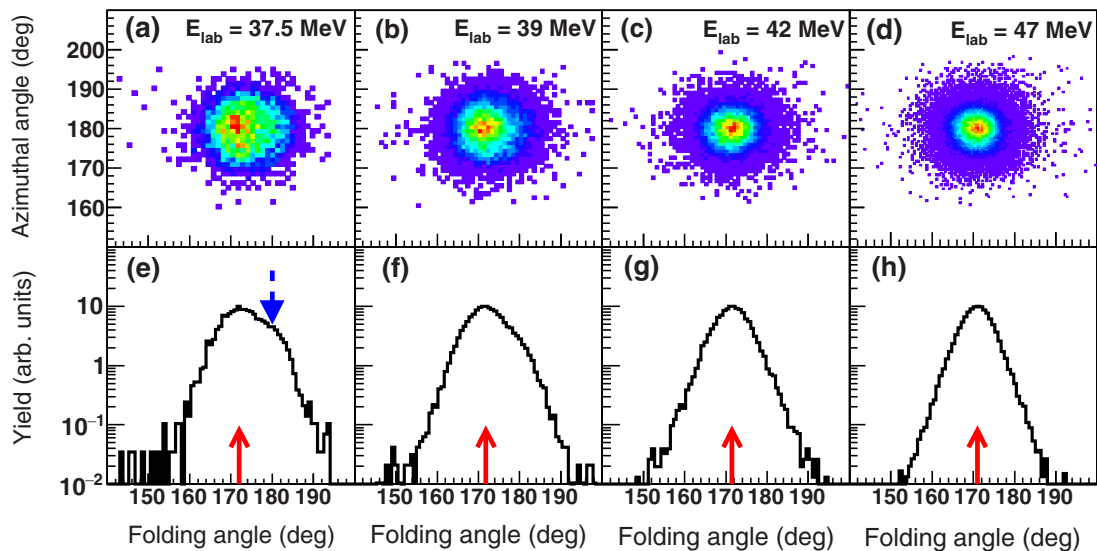 (a) E_lab = 37.5 MeV (b) E_lab = 39 MeV (c) E_lab = 42 MeV (d) E_lab = 47 MeV
Azimuthal angle (deg)
200
190
180
170
160
(e) (f) (g) (h)
Yield (arb. units)
10
1
10⁻¹
10⁻²
150 160 170 180 190 150 160 170 180 190 150 160 170 180 190 150 160 170 180 190
Folding angle (deg) Folding angle (deg) Folding angle (deg) Folding angle (deg)